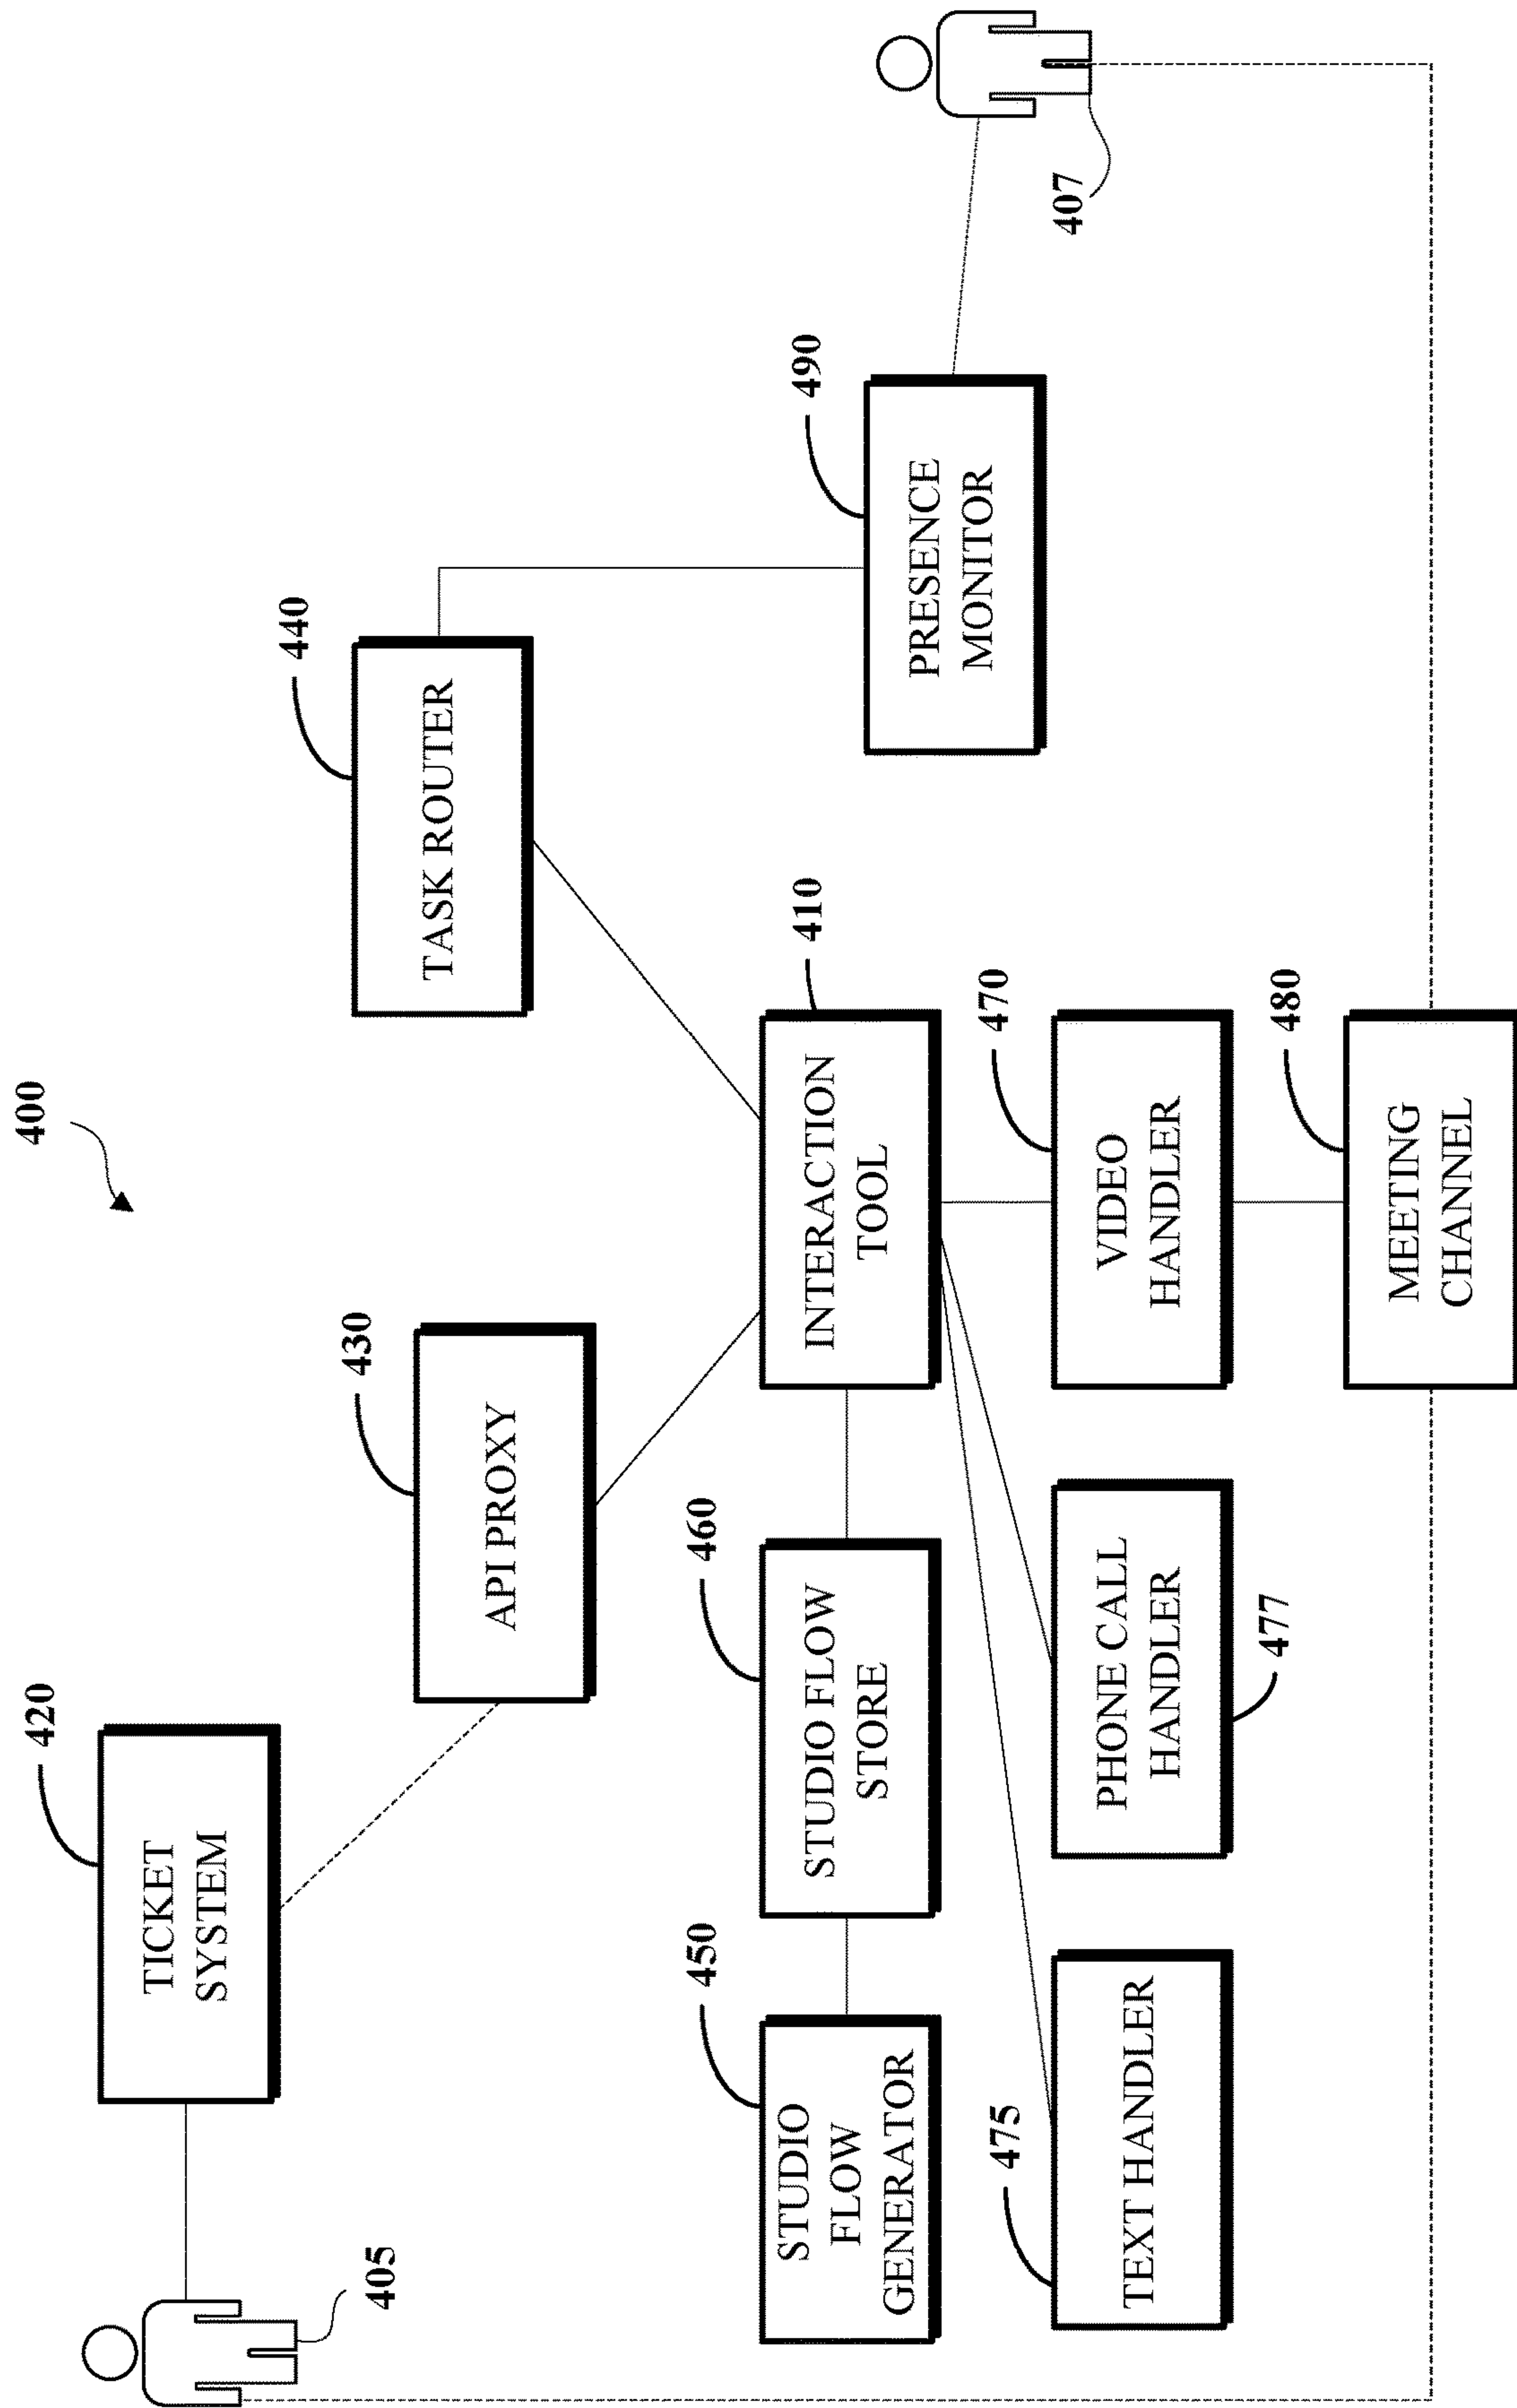 400
420
TICKET
SYSTEM
405
430
API PROXY
440
TASK ROUTER
450
STUDIO
FLOW
GENERATOR
460
STUDIO FLOW
STORE
410
INTERACTION
TOOL
490
PRESENCE
MONITOR
407
475
TEXT HANDLER
PHONE CALL
HANDLER
477
470
VIDEO
HANDLER
480
MEETING
CHANNEL